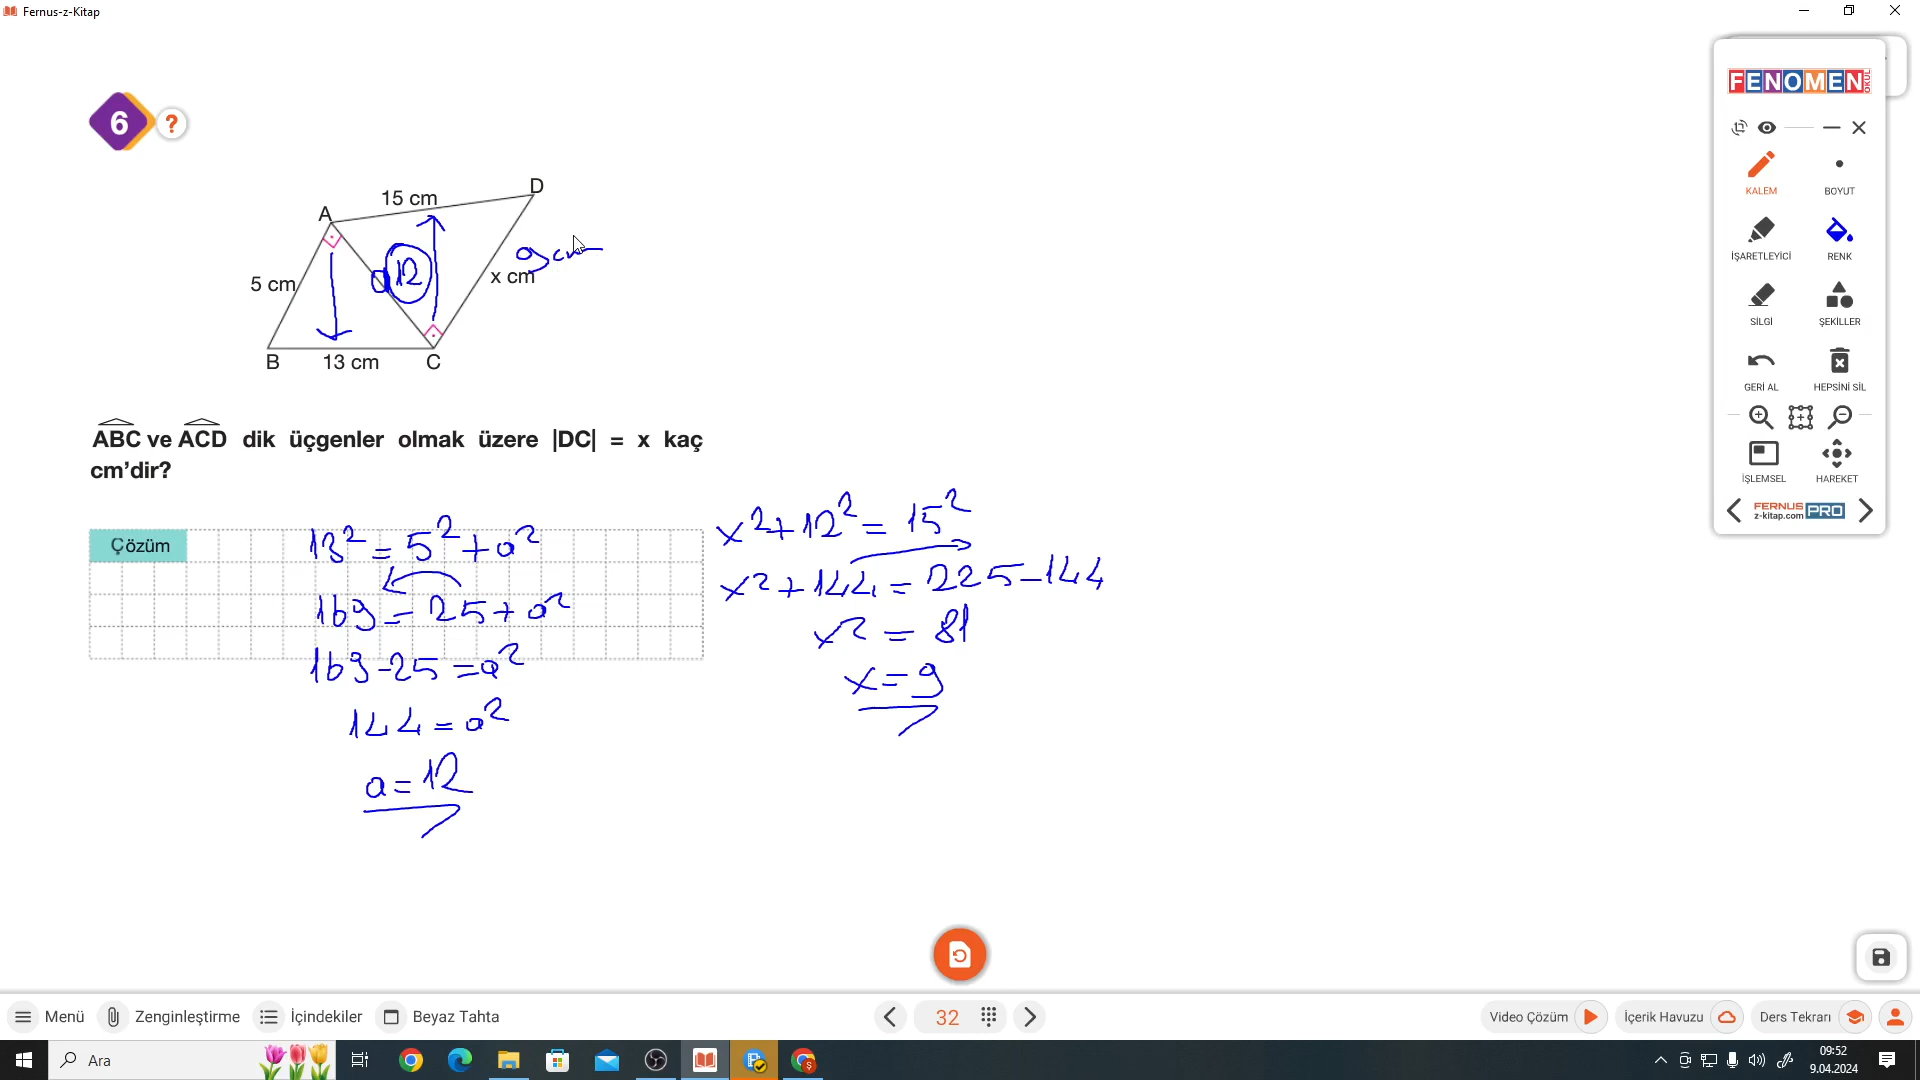 Fernus-z-Kitap
FENOMEN
OKUL
6 ?
KALEM
BOYUT
İŞARETLEYİCİ
RENK
SİLGİ
ŞEKİLLER
GERİ AL
HEPSİNİ SİL
İŞLEMSEL
HAREKET
FERNUS
z-kitap.com PRO
D
15 cm
A
9 cm
12
a
5 cm
x cm
B
13 cm
C
ABC ve ACD dik üçgenler olmak üzere |DC| = x kaç
cm'dir?
Çözüm
13² = 5² + a²
169 = 25 + a²
169 - 25 = a²
144 = a²
a = 12
x² + 12² = 15²
x² + 144 = 225 - 144
x² = 81
x = 9
Menü
Zenginleştirme
İçindekiler
Beyaz Tahta
32
Video Çözüm
İçerik Havuzu
Ders Tekrarı
Ara
09:52
9.04.2024